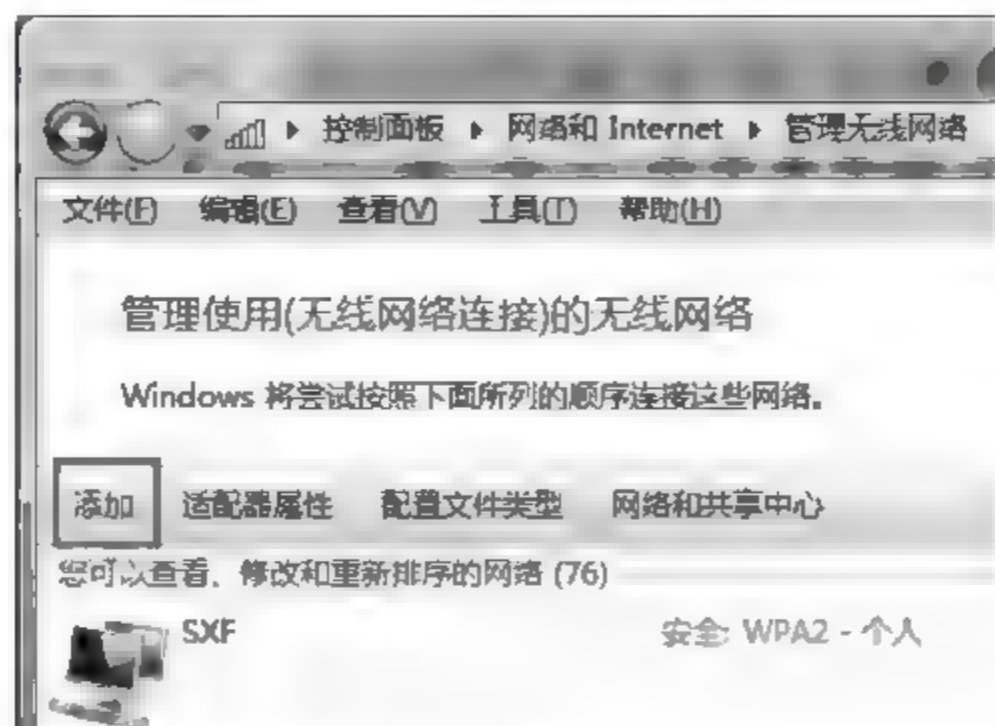 控制面板 ▸ 网络和 Internet ▸ 管理无线网络
文件(F) 编辑(E) 查看(V) 工具(T) 帮助(H)
管理使用(无线网络连接)的无线网络
Windows 将尝试按照下面所列的顺序连接这些网络。
添加 适配器属性 配置文件类型 网络和共享中心
您可以查看、修改和重新排序的网络 (76)
SXF 安全: WPA2 - 个人